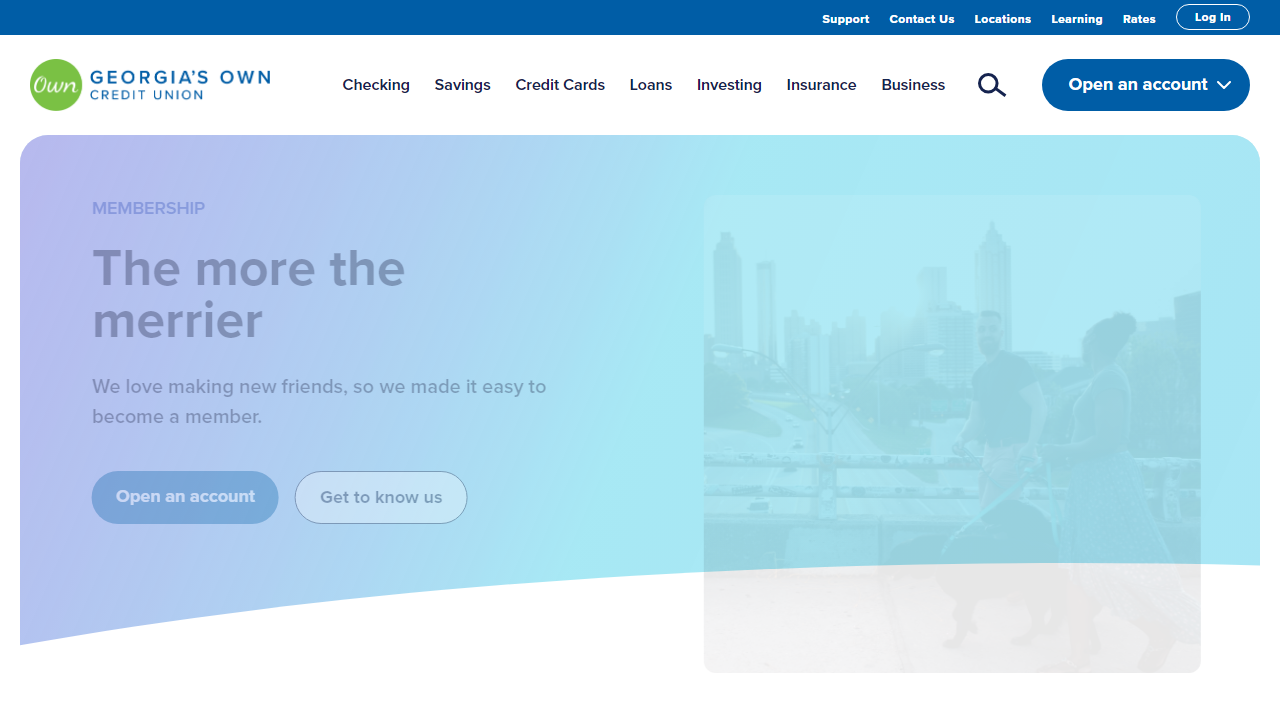 Support Contact Us Locations Learning Rates Log In
Own GEORGIA'S OWN
CREDIT UNION
Checking Savings Credit Cards Loans Investing Insurance Business Open an account
MEMBERSHIP
The more the
merrier
We love making new friends, so we made it easy to
become a member.
Open an account Get to know us